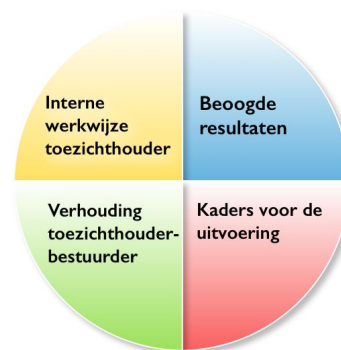 Interne
werkwijze
toezichthouder
Beoogde
resultaten
Verhouding
toezichthouder-
bestuurder
Kaders voor de
uitvoering